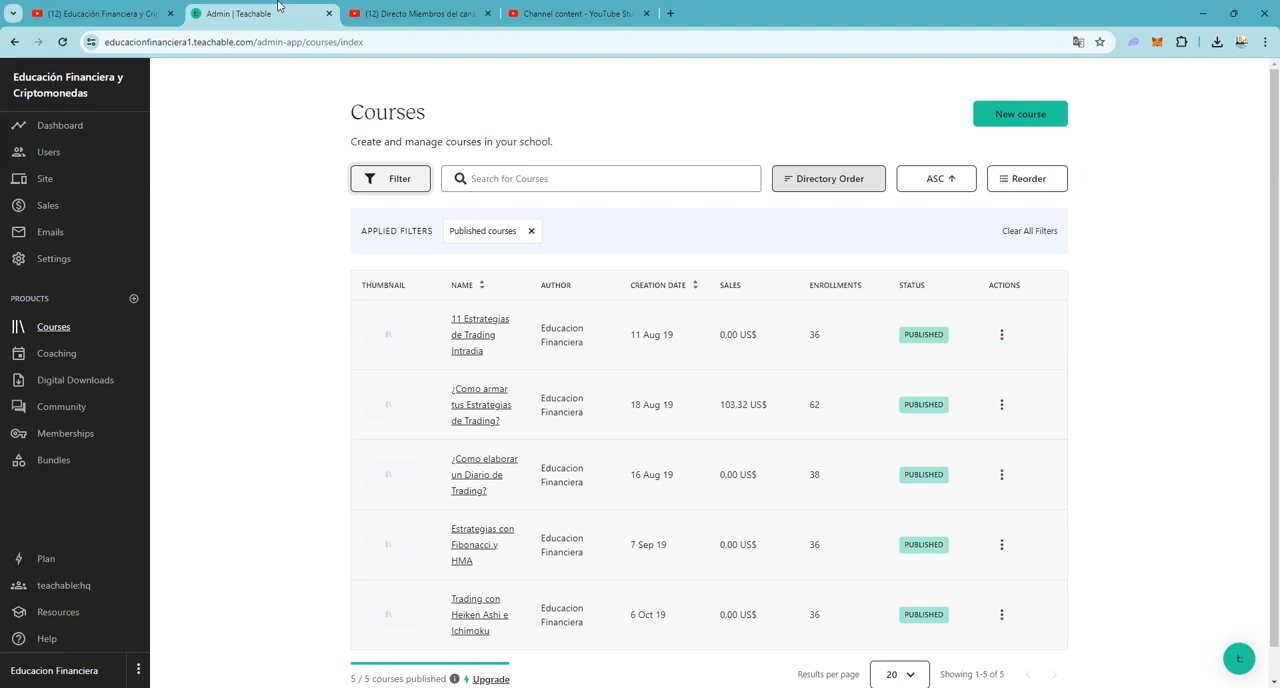 (12) Educación Financiera y Crip
Admin | Teachable
(12) Directo Miembros del cana
Channel content - YouTube Stu
educacionfinanciera1.teachable.com/admin-app/courses/index
Educación Financiera y
Criptomonedas
Dashboard
Users
Site
Sales
Emails
Settings
PRODUCTS
Courses
Coaching
Digital Downloads
Community
Memberships
Bundles
Plan
teachable:hq
Resources
Help
Educacion Financiera
Courses
New course
Create and manage courses in your school.
Filter
Search for Courses
Directory Order
ASC
Reorder
APPLIED FILTERS
Published courses
Clear All Filters
THUMBNAIL NAME AUTHOR CREATION DATE SALES ENROLLMENTS STATUS ACTIONS
11 Estrategias
de Trading
Intradia
Educacion
Financiera
11 Aug 19
0,00 US$
36
PUBLISHED
¿Como armar
tus Estrategias
de Trading?
Educacion
Financiera
18 Aug 19
103,32 US$
62
PUBLISHED
¿Como elaborar
un Diario de
Trading?
Educacion
Financiera
16 Aug 19
0,00 US$
38
PUBLISHED
Estrategias con
Fibonacci y
HMA
Educacion
Financiera
7 Sep 19
0,00 US$
36
PUBLISHED
Trading con
Heiken Ashi e
Ichimoku
Educacion
Financiera
6 Oct 19
0,00 US$
36
PUBLISHED
5 / 5 courses published
Upgrade
Results per page
20
Showing 1-5 of 5
t: